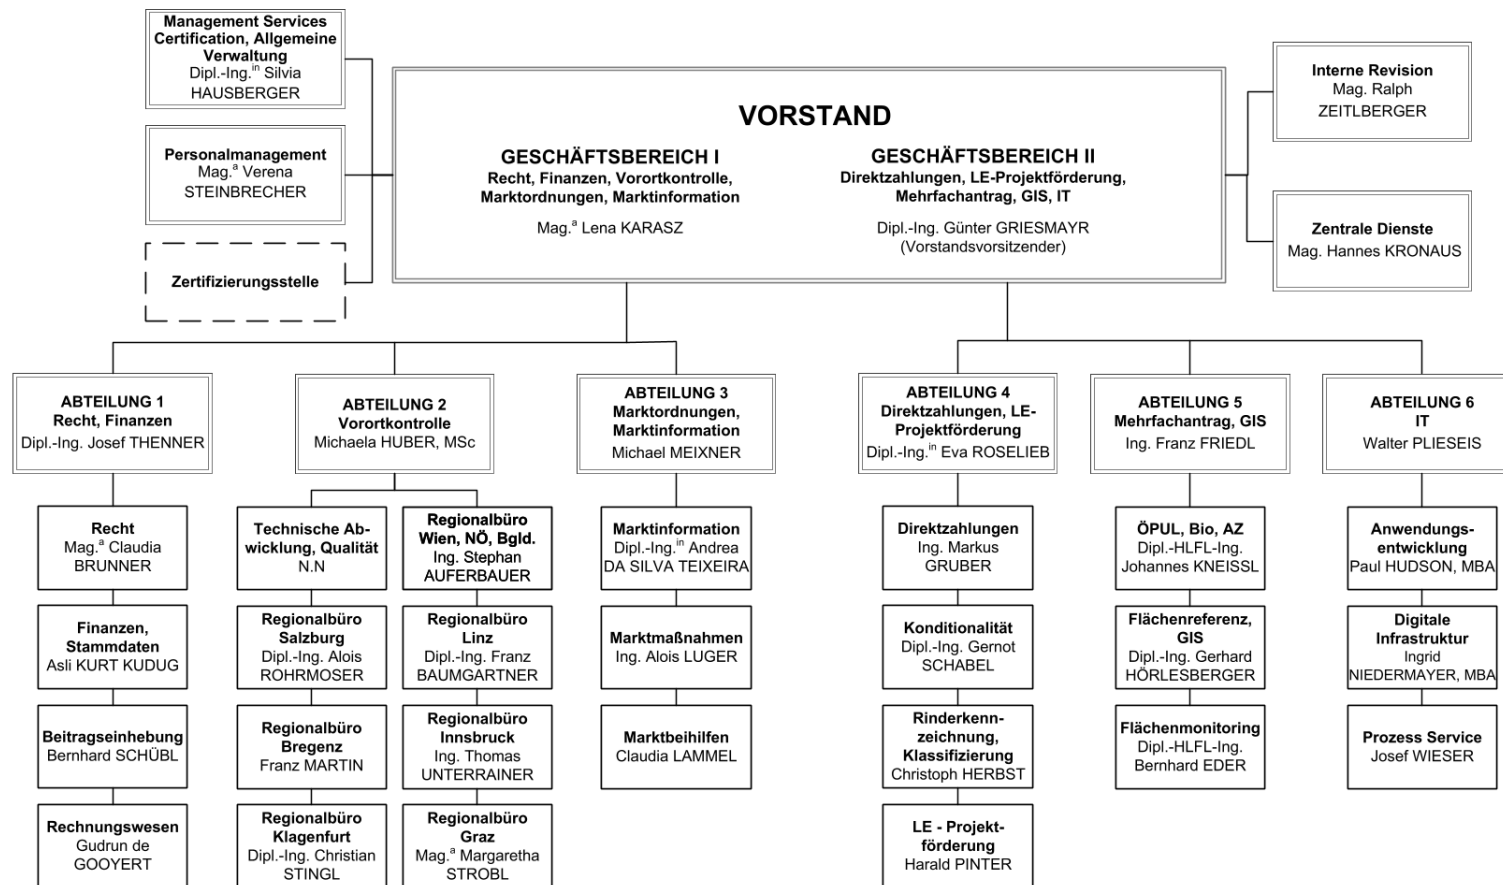 Management Services
Certification, Allgemeine
Verwaltung
Dipl.-Ing.in Silvia
HAUSBERGER
Personalmanagement
Mag.a Verena
STEINBRECHER
Zertifizierungsstelle
VORSTAND
GESCHÄFTSBEREICH I
Recht, Finanzen, Vorortkontrolle,
Marktordnungen, Marktinformation
Mag.a Lena KARASZ
GESCHÄFTSBEREICH II
Direktzahlungen, LE-Projektförderung,
Mehrfachantrag, GIS, IT
Dipl.-Ing. Günter GRIESMAYR
(Vorstandsvorsitzender)
Interne Revision
Mag. Ralph
ZEITLBERGER
Zentrale Dienste
Mag. Hannes KRONAUS
ABTEILUNG 1
Recht, Finanzen
Dipl.-Ing. Josef THENNER
Recht
Mag.a Claudia
BRUNNER
Finanzen,
Stammdaten
Asli KURT KUDUG
Beitragseinhebung
Bernhard SCHÜBL
Rechnungswesen
Gudrun de
GOOYERT
ABTEILUNG 2
Vorortkontrolle
Michaela HUBER, MSc
Technische Ab-
wicklung, Qualität
N.N
Regionalbüro
Salzburg
Dipl.-Ing. Alois
ROHRMOSER
Regionalbüro
Bregenz
Franz MARTIN
Regionalbüro
Klagenfurt
Dipl.-Ing. Christian
STINGL
Regionalbüro
Wien, NÖ, Bgld.
Ing. Stephan
AUFERBAUER
Regionalbüro
Linz
Dipl.-Ing. Franz
BAUMGARTNER
Regionalbüro
Innsbruck
Ing. Thomas
UNTERRAINER
Regionalbüro
Graz
Mag.a Margaretha
STROBL
ABTEILUNG 3
Marktordnungen,
Marktinformation
Michael MEIXNER
Marktinformation
Dipl.-Ing.in Andrea
DA SILVA TEIXEIRA
Marktmaßnahmen
Ing. Alois LUGER
Marktbeihilfen
Claudia LAMMEL
ABTEILUNG 4
Direktzahlungen, LE-
Projektförderung
Dipl.-Ing.in Eva ROSELIEB
Direktzahlungen
Ing. Markus
GRUBER
Konditionalität
Dipl.-Ing. Gernot
SCHABEL
Rinderkenn-
zeichnung,
Klassifizierung
Christoph HERBST
LE - Projekt-
förderung
Harald PINTER
ABTEILUNG 5
Mehrfachantrag, GIS
Ing. Franz FRIEDL
ÖPUL, Bio, AZ
Dipl.-HLFL-Ing.
Johannes KNEISSL
Flächenreferenz,
GIS
Dipl.-Ing. Gerhard
HÖRLESBERGER
Flächenmonitoring
Dipl.-HLFL-Ing.
Bernhard EDER
ABTEILUNG 6
IT
Walter PLIESEIS
Anwendungs-
entwicklung
Paul HUDSON, MBA
Digitale
Infrastruktur
Ingrid
NIEDERMAYER, MBA
Prozess Service
Josef WIESER